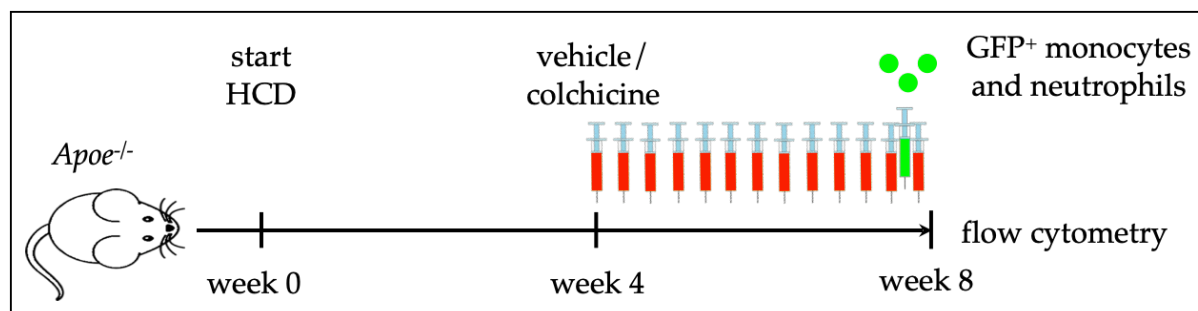 start
HCD
vehicle/
colchicine
GFP⁺ monocytes
and neutrophils
Apoe⁻/⁻
flow cytometry
week 0
week 4
week 8